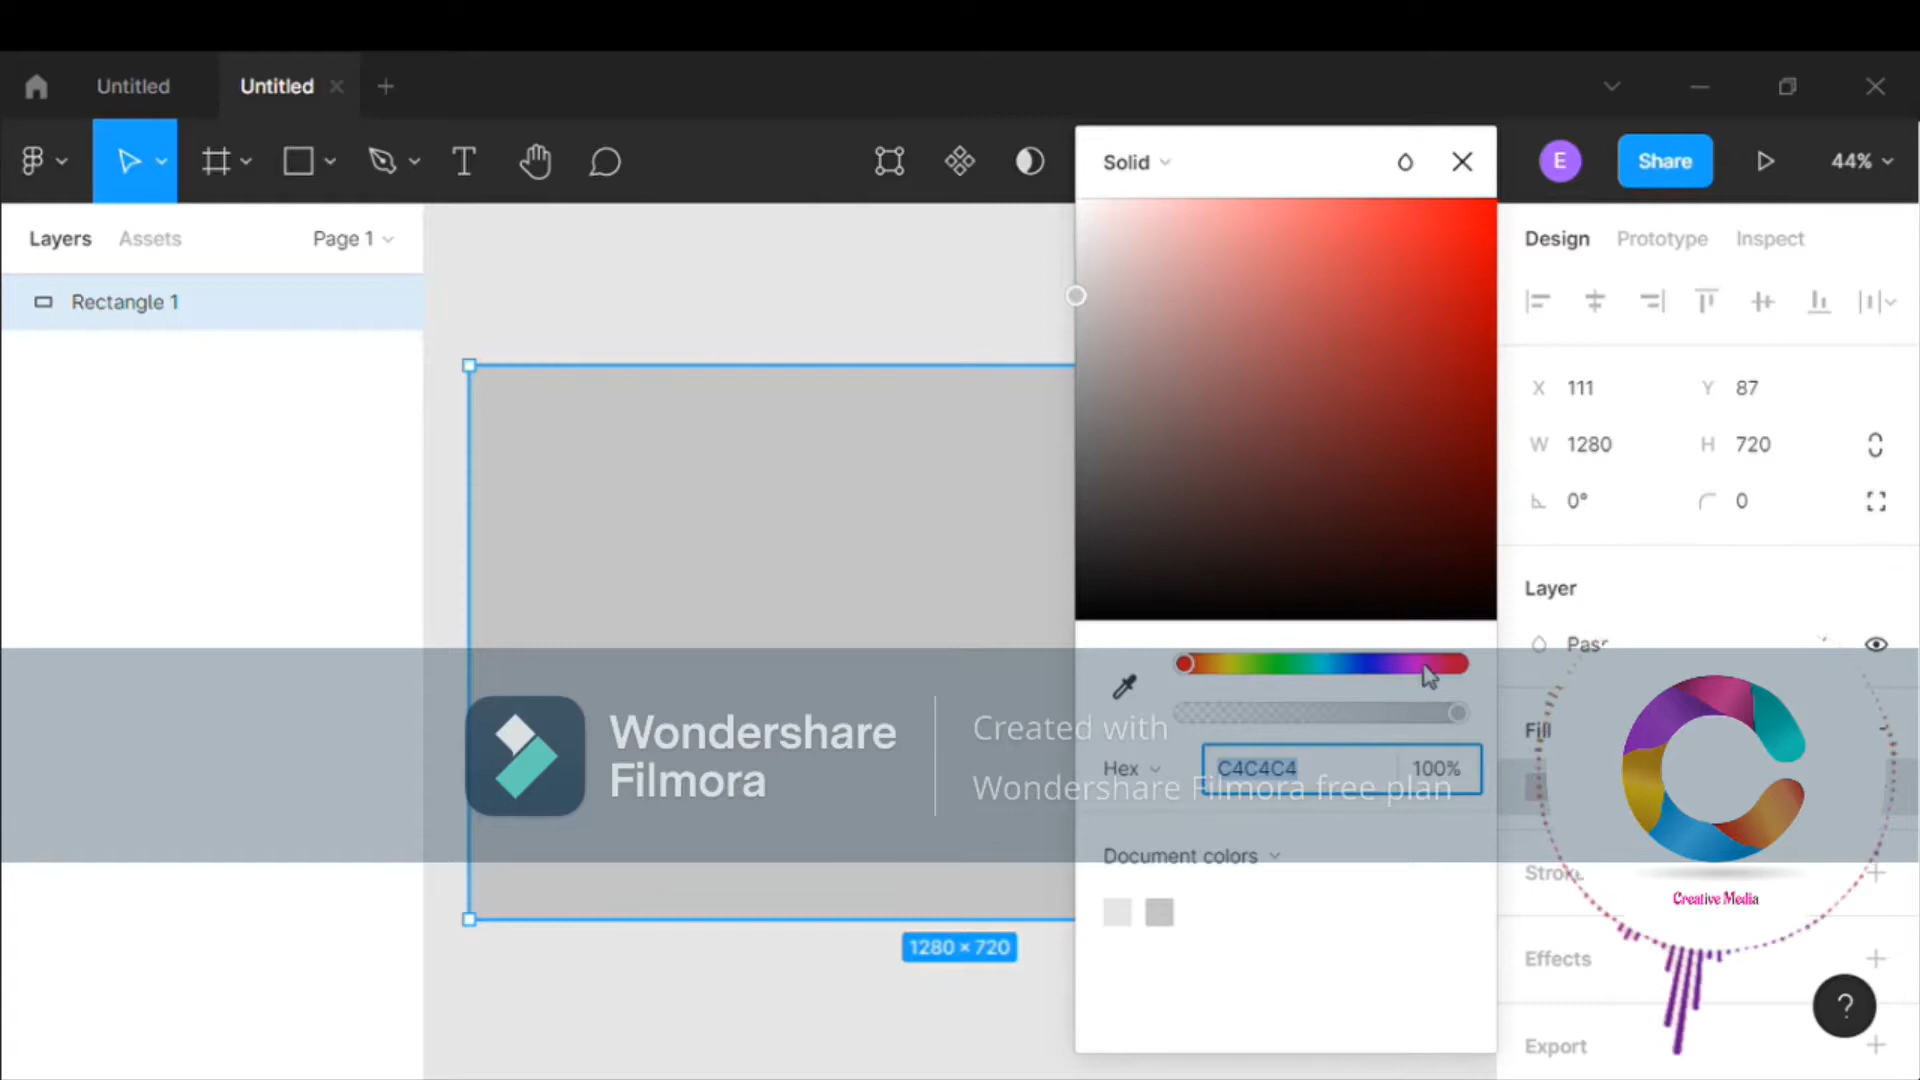 Untitled
Untitled
Solid
E
Share
44%
Layers
Assets
Page 1
Design
Prototype
Inspect
Rectangle 1
X 111
Y 87
W 1280
H 720
0°
0
Layer
Wondershare
Filmora
Created with
Wondershare Filmora free plan
Hex
C4C4C4
100%
Fill
Document colors
Creative Media
1280 × 720
Effects
Export
?